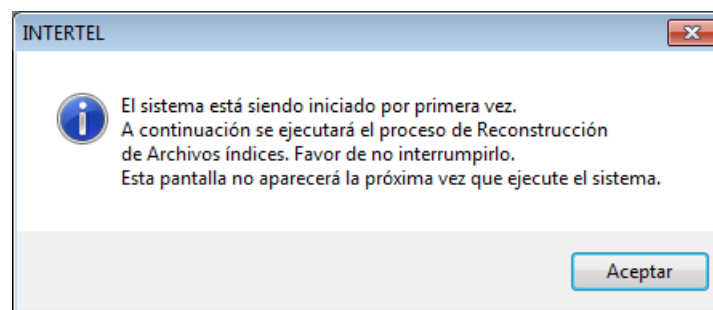 INTERTEL
El sistema está siendo iniciado por primera vez.
A continuación se ejecutará el proceso de Reconstrucción
de Archivos índices. Favor de no interrumpirlo.
Esta pantalla no aparecerá la próxima vez que ejecute el sistema.
Aceptar